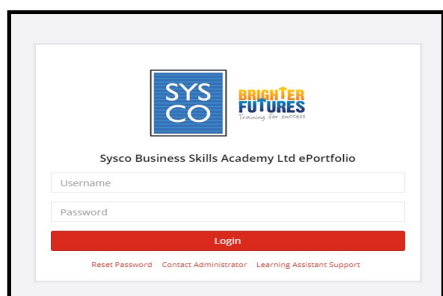 SYS
CO
BRIGHTER
FUTURES
Training for success
Sysco Business Skills Academy Ltd ePortfolio
Username
Password
Login
Reset Password Contact Administrator Learning Assistant Support